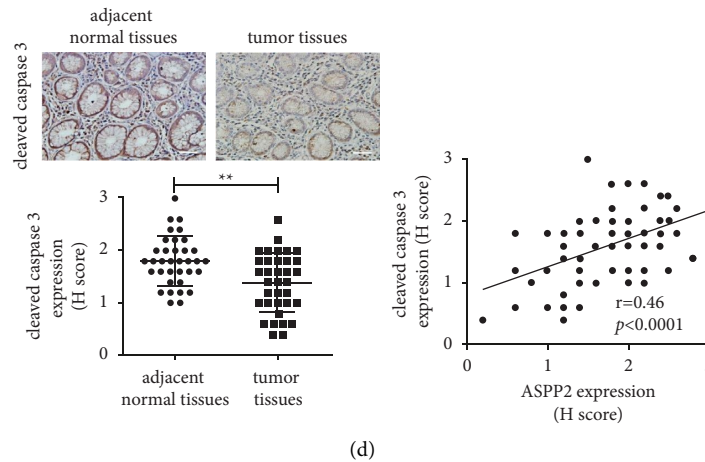 adjacent
normal tissues
tumor tissues
cleaved caspase 3
**
cleaved caspase 3
expression
(H score)
3
2
1
0
adjacent
normal tissues
tumor
tissues
cleaved caspase 3
expression (H score)
3
2
1
0
r=0.46
p<0.0001
0
1
2
ASPP2 expression
(H score)
(d)